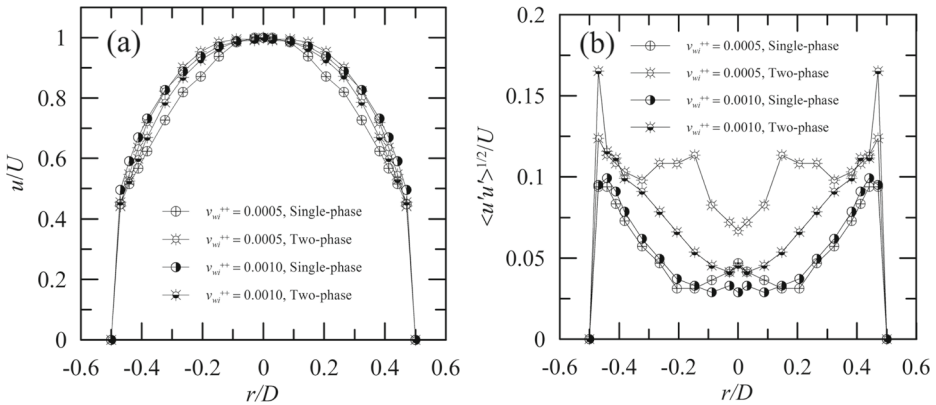 (a)
1
0.8
0.6
0.4
0.2
0
u/U
v_wi^++ = 0.0005, Single-phase
v_wi^++ = 0.0005, Two-phase
v_wi^++ = 0.0010, Single-phase
v_wi^++ = 0.0010, Two-phase
-0.6 -0.4 -0.2 0.0 0.2 0.4 0.6
r/D
(b)
0.20
0.15
0.10
0.05
0
<u'u'>^1/2/U
v_wi^++ = 0.0005, Single-phase
v_wi^++ = 0.0005, Two-phase
v_wi^++ = 0.0010, Single-phase
v_wi^++ = 0.0010, Two-phase
-0.6 -0.4 -0.2 0.0 0.2 0.4 0.6
r/D